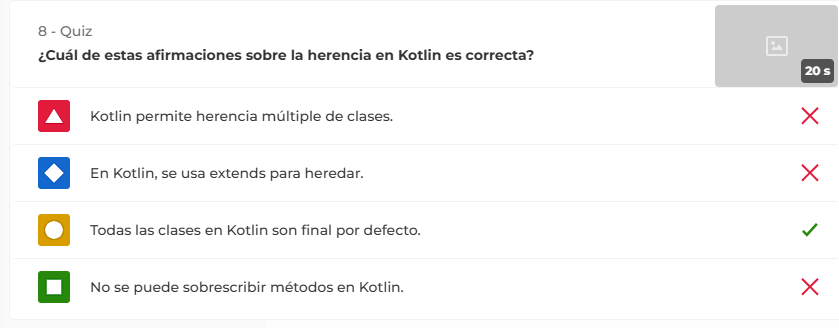 8 - Quiz
¿Cuál de estas afirmaciones sobre la herencia en Kotlin es correcta?
20 s
Kotlin permite herencia múltiple de clases.
En Kotlin, se usa extends para heredar.
Todas las clases en Kotlin son final por defecto.
No se puede sobrescribir métodos en Kotlin.